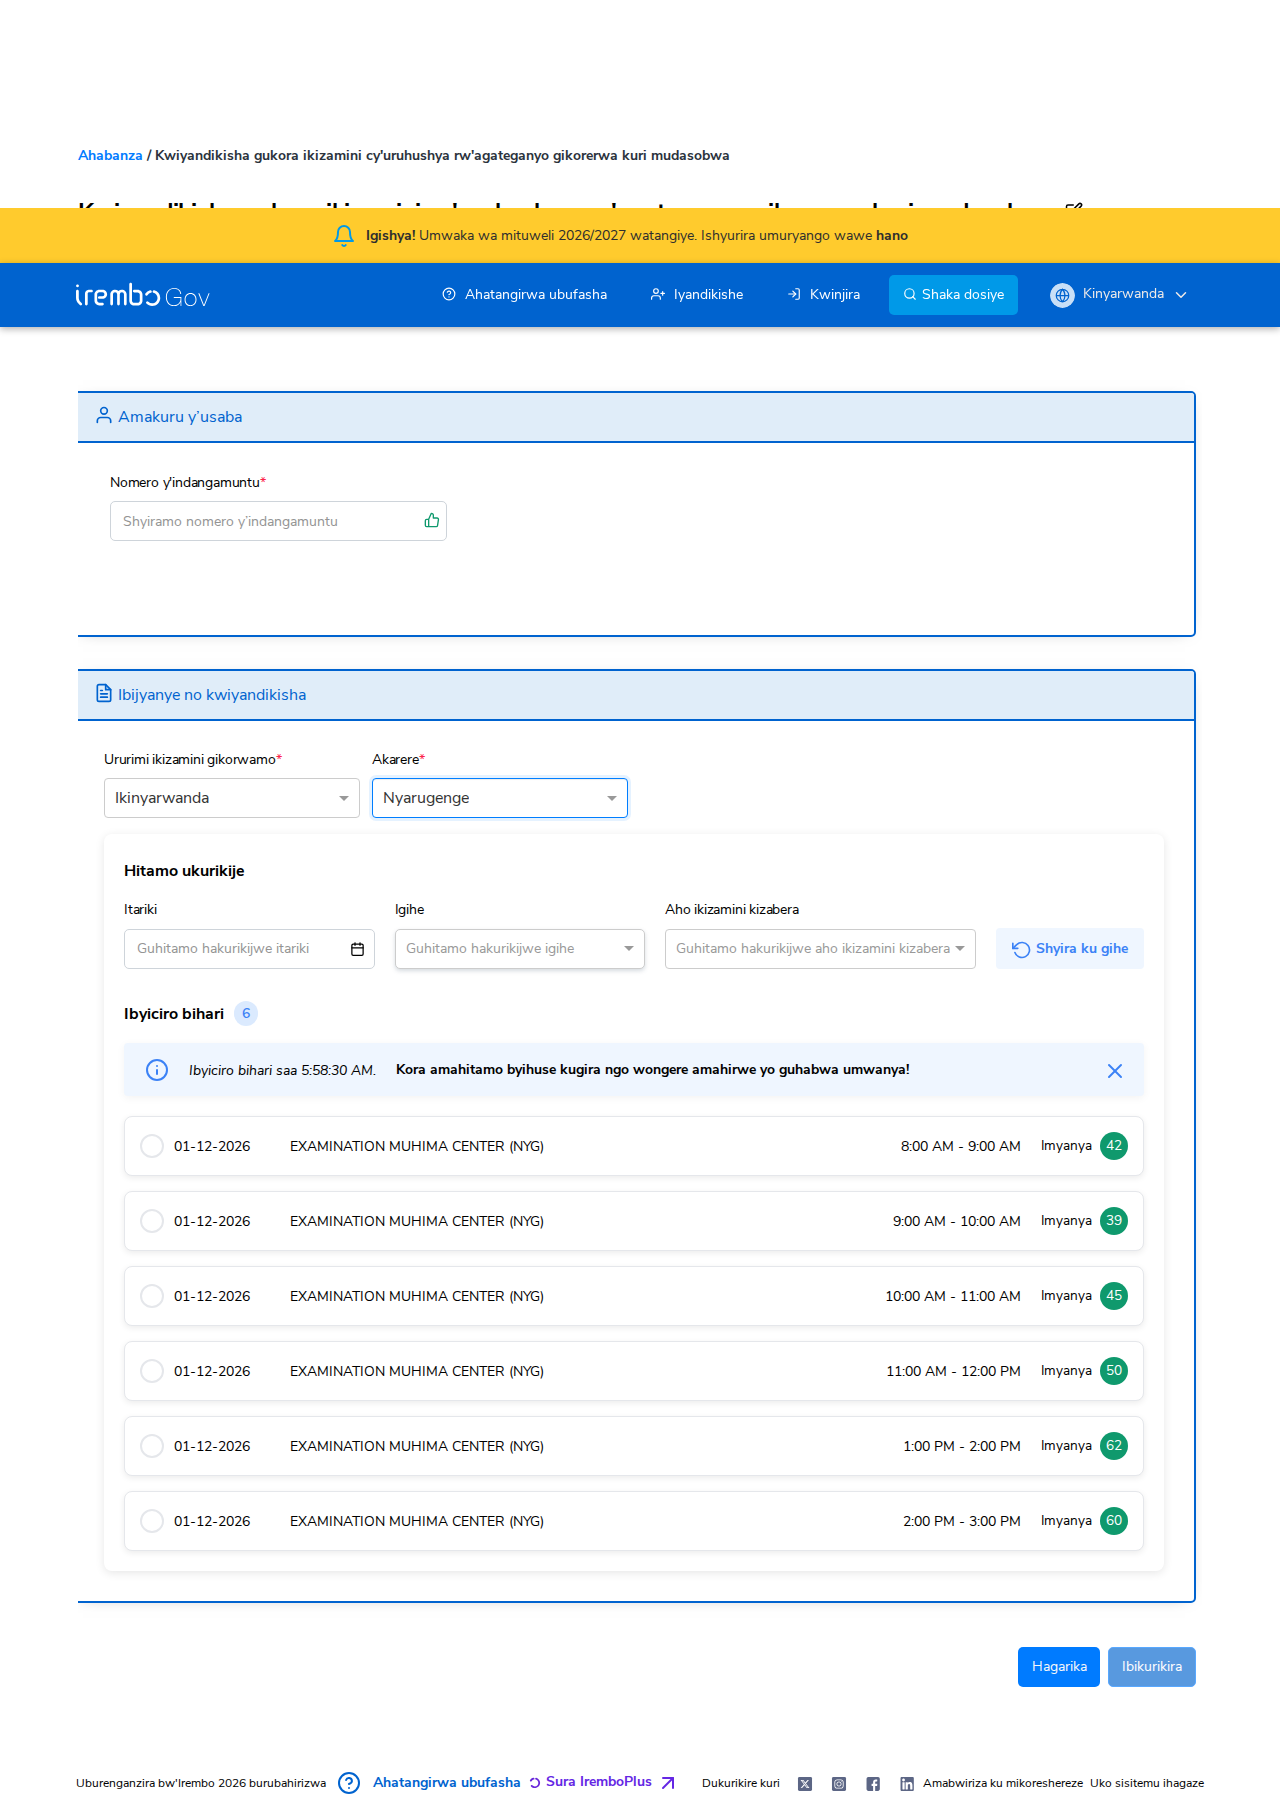 Ahabanza / Kwiyandikisha gukora ikizamini cy'uruhushya rw'agateganyo gikorerwa kuri mudasobwa
Igishya! Umwaka wa mituweli 2026/2027 watangiye. Ishyurira umuryango wawe hano
irembo Gov
Ahatangirwa ubufasha
Iyandikishe
Kwinjira
Shaka dosiye
Kinyarwanda
Amakuru y’usaba
Nomero y'indangamuntu*
Shyiramo nomero y’indangamuntu
Ibijyanye no kwiyandikisha
Ururimi ikizamini gikorwamo* Akarere*
Ikinyarwanda Nyarugenge
Hitamo ukurikije
Itariki Igihe Aho ikizamini kizabera
Guhitamo hakurikijwe itariki Guhitamo hakurikijwe igihe Guhitamo hakurikijwe aho ikizamini kizabera Shyira ku gihe
Ibyiciro bihari 6
Ibyiciro bihari saa 5:58:30 AM. Kora amahitamo byihuse kugira ngo wongere amahirwe yo guhabwa umwanya!
01-12-2026 EXAMINATION MUHIMA CENTER (NYG) 8:00 AM - 9:00 AM Imyanya 42
01-12-2026 EXAMINATION MUHIMA CENTER (NYG) 9:00 AM - 10:00 AM Imyanya 39
01-12-2026 EXAMINATION MUHIMA CENTER (NYG) 10:00 AM - 11:00 AM Imyanya 45
01-12-2026 EXAMINATION MUHIMA CENTER (NYG) 11:00 AM - 12:00 PM Imyanya 50
01-12-2026 EXAMINATION MUHIMA CENTER (NYG) 1:00 PM - 2:00 PM Imyanya 62
01-12-2026 EXAMINATION MUHIMA CENTER (NYG) 2:00 PM - 3:00 PM Imyanya 60
Hagarika Ibikurikira
Uburenganzira bw'Irembo 2026 burubahirizwa Ahatangirwa ubufasha Sura IremboPlus Dukurikire kuri Amabwiriza ku mikoreshereze Uko sisitemu ihagaze